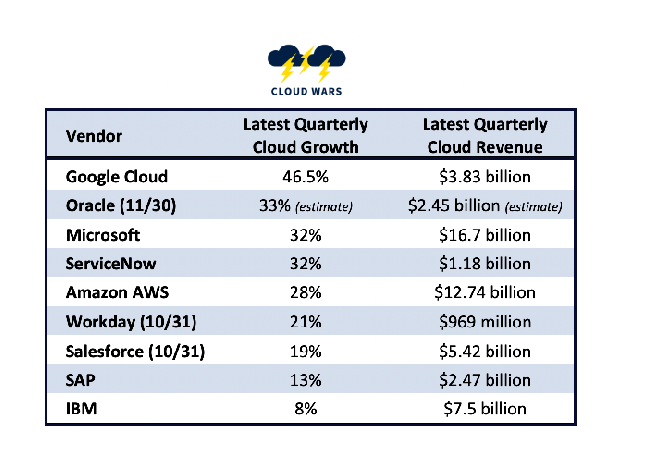 CLOUD WARS
Vendor
Latest Quarterly
Cloud Growth
Latest Quarterly
Cloud Revenue
Google Cloud 46.5% $3.83 billion
Oracle (11/30) 33% (estimate) $2.45 billion (estimate)
Microsoft 32% $16.7 billion
ServiceNow 32% $1.18 billion
Amazon AWS 28% $12.74 billion
Workday (10/31) 21% $969 million
Salesforce (10/31) 19% $5.42 billion
SAP 13% $2.47 billion
IBM 8% $7.5 billion